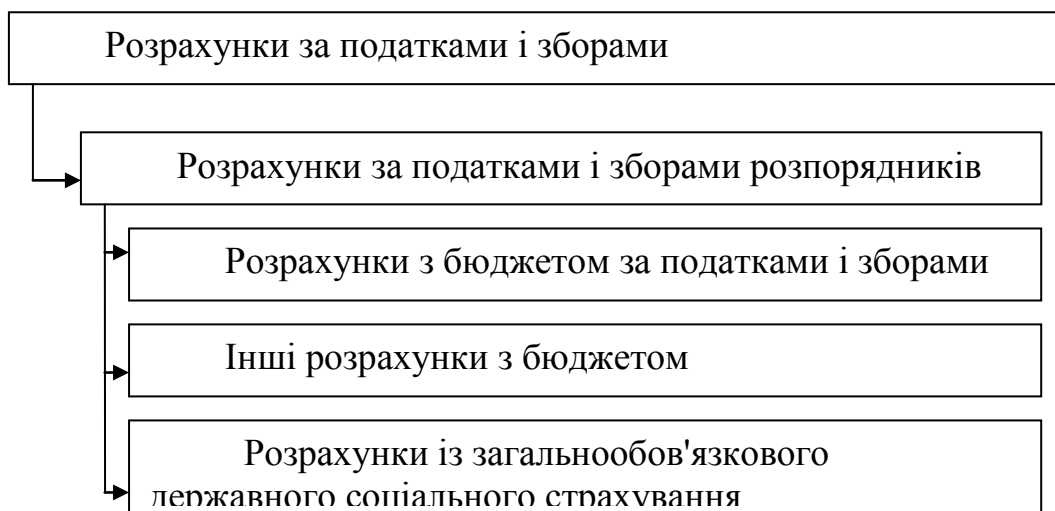 Розрахунки за податками і зборами
Розрахунки за податками і зборами розпорядників
Розрахунки з бюджетом за податками і зборами
Інші розрахунки з бюджетом
Розрахунки із загальнообов'язкового
державного соціального страхування